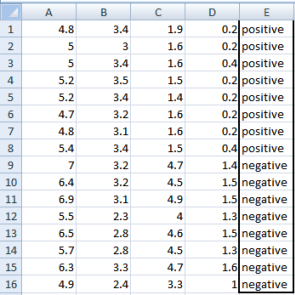 A B C D E
1 4.8 3.4 1.9 0.2 positive
2 5 3 1.6 0.2 positive
3 5 3.4 1.6 0.4 positive
4 5.2 3.5 1.5 0.2 positive
5 5.2 3.4 1.4 0.2 positive
6 4.7 3.2 1.6 0.2 positive
7 4.8 3.1 1.6 0.2 positive
8 5.4 3.4 1.5 0.4 positive
9 7 3.2 4.7 1.4 negative
10 6.4 3.2 4.5 1.5 negative
11 6.9 3.1 4.9 1.5 negative
12 5.5 2.3 4 1.3 negative
13 6.5 2.8 4.6 1.5 negative
14 5.7 2.8 4.5 1.3 negative
15 6.3 3.3 4.7 1.6 negative
16 4.9 2.4 3.3 1 negative